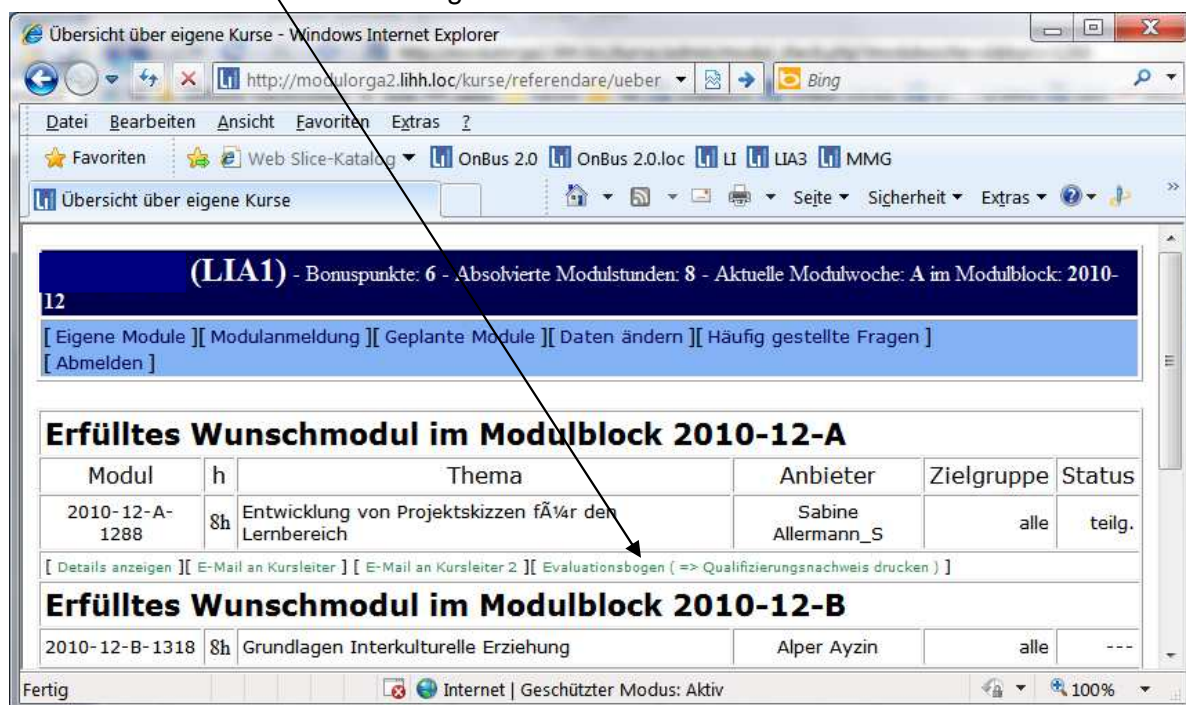 Übersicht über eigene Kurse - Windows Internet Explorer
http://modulorga2.lihh.loc/kurse/referendare/ueber
Bing
Datei Bearbeiten Ansicht Favoriten Extras ?
Favoriten Web Slice-Katalog OnBus 2.0 OnBus 2.0.loc LI LIA3 MMG
Übersicht über eigene Kurse Seite Sicherheit Extras
(LIA1) - Bonuspunkte: 6 - Absolvierte Modulstunden: 8 - Aktuelle Modulwoche: A im Modulblock: 2010-
12
[ Eigene Module ][ Modulanmeldung ][ Geplante Module ][ Daten ändern ][ Häufig gestellte Fragen ]
[ Abmelden ]
Erfülltes Wunschmodul im Modulblock 2010-12-A
Modul h Thema Anbieter Zielgruppe Status
2010-12-A-
1288
8h
Entwicklung von Projektskizzen fÃ¼r den
Lernbereich
Sabine
Allermann_S
alle
teilg.
[ Details anzeigen ][ E-Mail an Kursleiter ] [ E-Mail an Kursleiter 2 ][ Evaluationsbogen ( => Qualifizierungsnachweis drucken ) ]
Erfülltes Wunschmodul im Modulblock 2010-12-B
2010-12-B-1318 8h Grundlagen Interkulturelle Erziehung Alper Ayzin alle ---
Fertig Internet | Geschützter Modus: Aktiv 100%